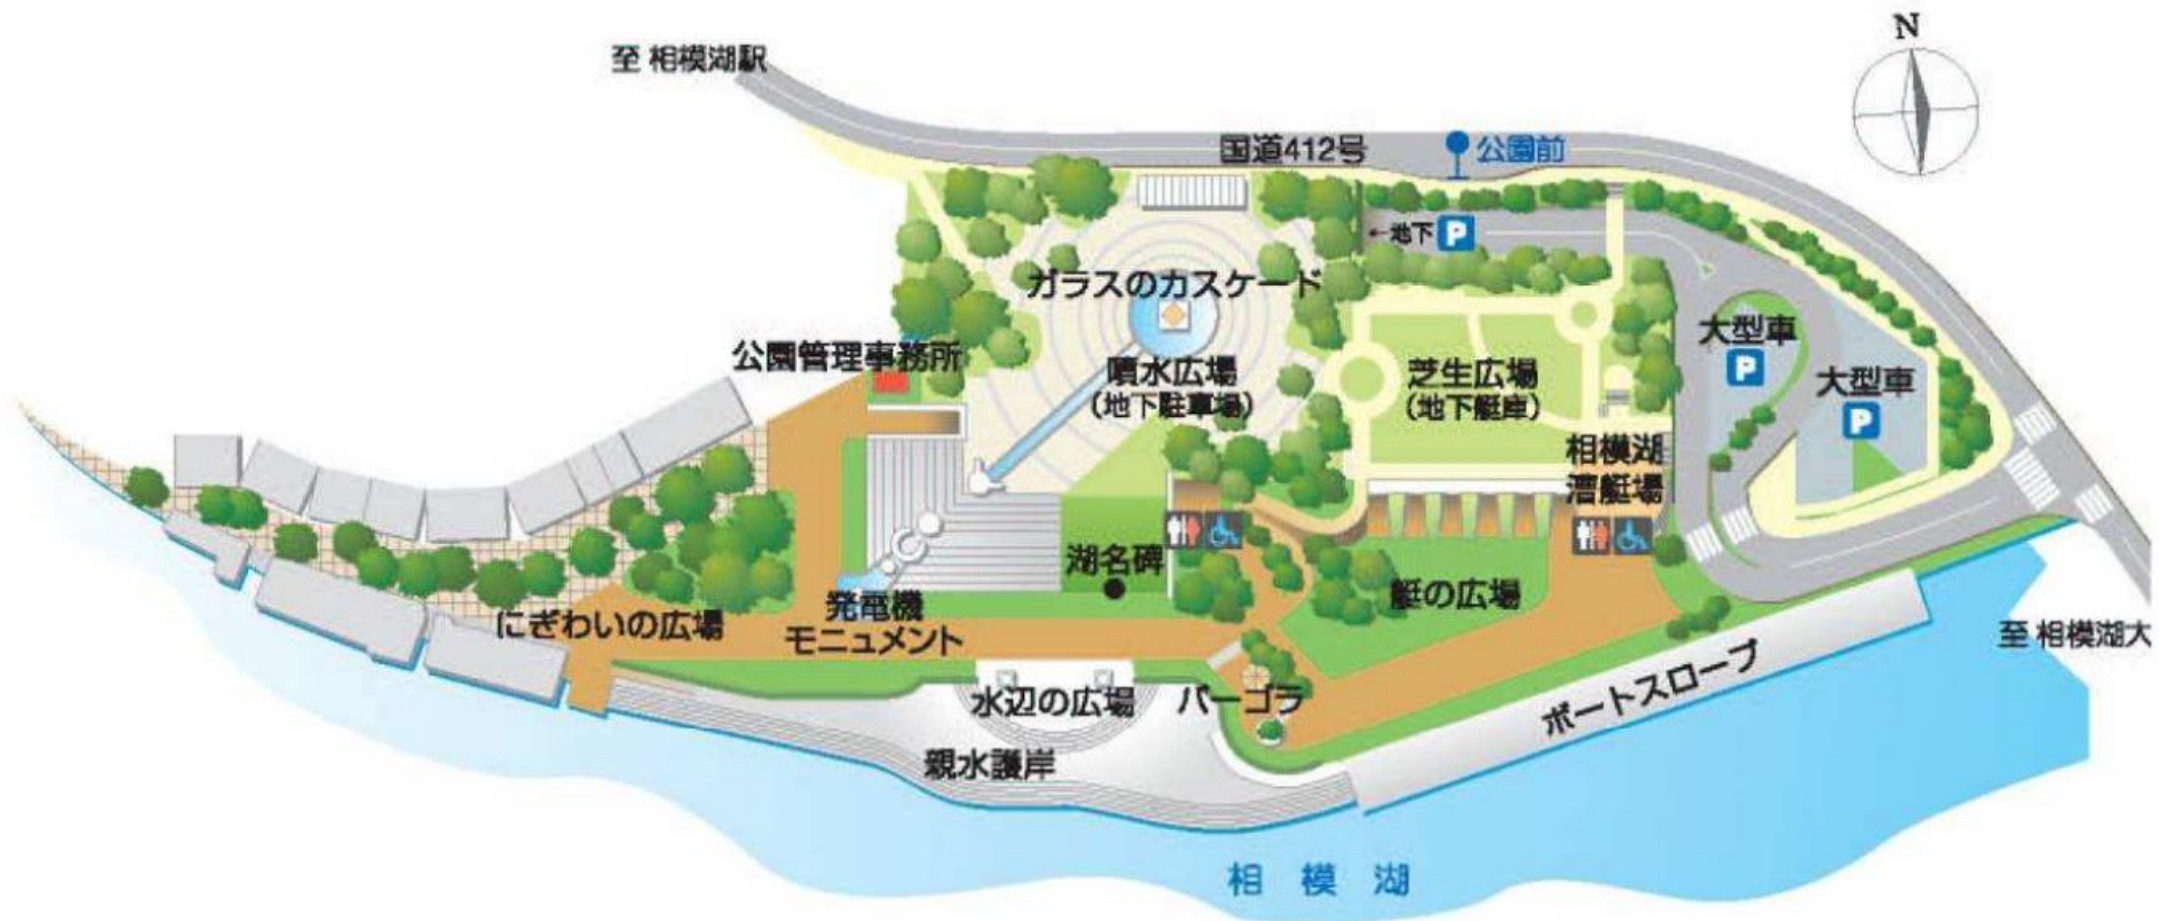 N
至 相模湖駅
国道412号
公園前
←地下 P
ガラスのカスケード
大型車
P
公園管理事務所
噴水広場
(地下駐車場)
芝生広場
(地下艇庫)
大型車
P
相模湖
漕艇場
湖名碑
発電機
モニュメント
艇の広場
にぎわいの広場
至 相模湖大
水辺の広場
パーゴラ
ボートスロープ
親水護岸
相模湖